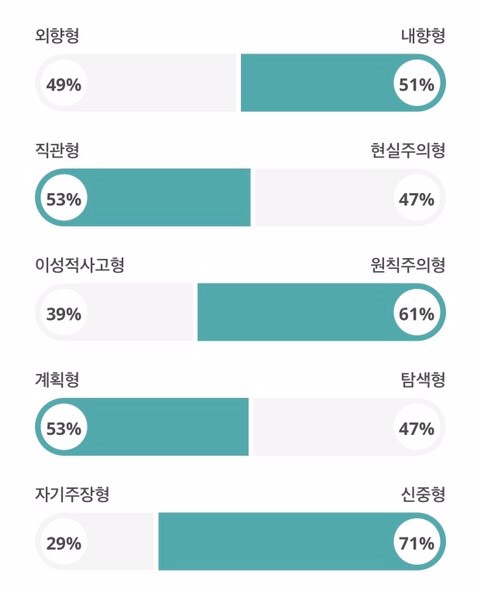 외향형 내향형
49% 51%
직관형 현실주의형
53% 47%
이성적사고형 원칙주의형
39% 61%
계획형 탐색형
53% 47%
자기주장형 신중형
29% 71%